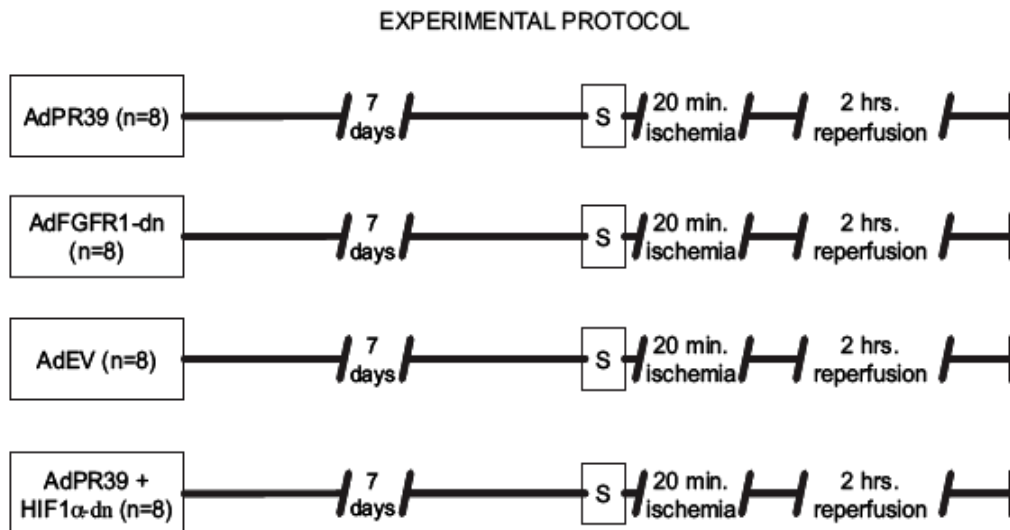 EXPERIMENTAL PROTOCOL
AdPR39 (n=8)
7
days
S
20 min.
ischemia
2 hrs.
reperfusion
AdFGFR1-dn
(n=8)
7
days
S
20 min.
ischemia
2 hrs.
reperfusion
AdEV (n=8)
7
days
S
20 min.
ischemia
2 hrs.
reperfusion
AdPR39 +
HIF1α-dn (n=8)
7
days
S
20 min.
ischemia
2 hrs.
reperfusion